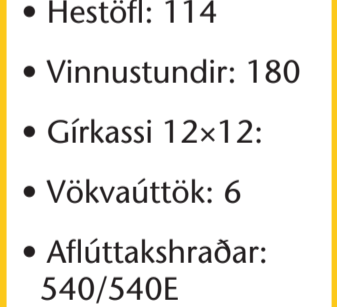 • Hestöfl: 114
• Vinnustundir: 180
• Gírkassi 12×12:
• Vökvaúttök: 6
• Aflúttakshraðar:
540/540E